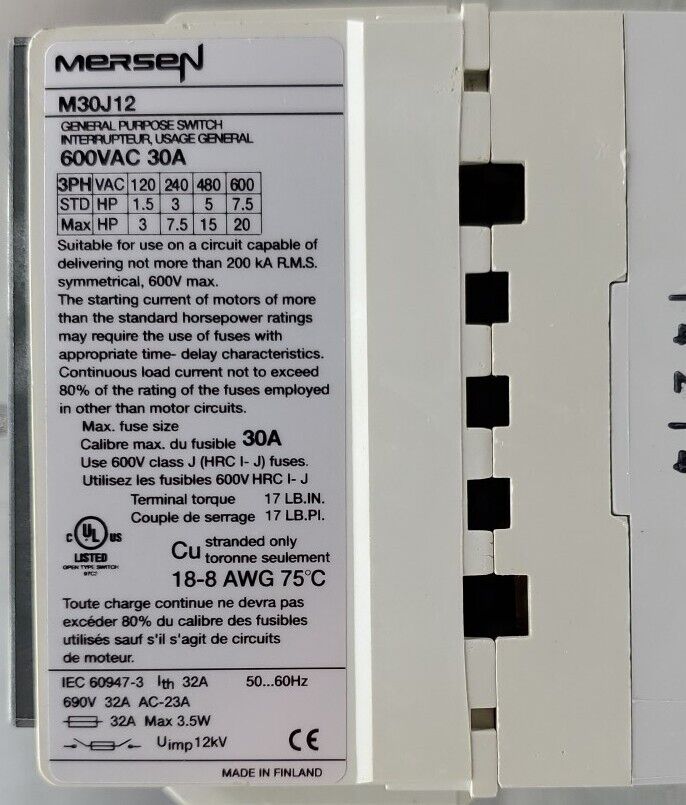 MERSEN
M30J12
GENERAL PURPOSE SWITCH
INTERRUPTEUR, USAGE GENERAL
600VAC 30A
3PH VAC 120 240 480 600
STD HP 1.5 3 5 7.5
Max HP 3 7.5 15 20
Suitable for use on a circuit capable of
delivering not more than 200 kA R.M.S.
symmetrical, 600V max.
The starting current of motors of more
than the standard horsepower ratings
may require the use of fuses with
appropriate time- delay characteristics.
Continuous load current not to exceed
80% of the rating of the fuses employed
in other than motor circuits.
Max. fuse size
Calibre max. du fusible 30A
Use 600V class J (HRC I- J) fuses.
Utilisez les fusibles 600V HRC I- J
Terminal torque 17 LB.IN.
Couple de serrage 17 LB.PI.
C UL US
LISTED
OPEN TYPE SWITCH
97C2
Cu stranded only
toronne seulement
18-8 AWG 75°C
Toute charge continue ne devra pas
excéder 80% du calibre des fusibles
utilisés sauf s'il s'agit de circuits
de moteur.
IEC 60947-3 Ith 32A 50...60Hz
690V 32A AC-23A
32A Max 3.5W
Uimp 12kV CE
MADE IN FINLAND